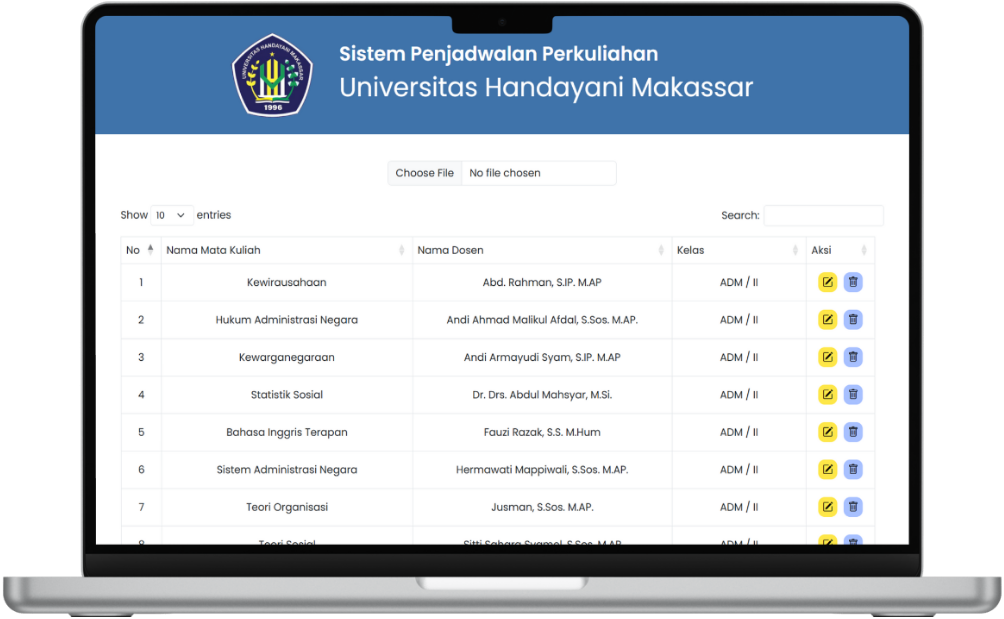 UNIVERSITAS HANDAYANI MAKASSAR
1996
Sistem Penjadwalan Perkuliahan
Universitas Handayani Makassar
Choose File No file chosen
Show 10 entries Search:
No Nama Mata Kuliah Nama Dosen Kelas Aksi
1 Kewirausahaan Abd. Rahman, S.IP. M.AP ADM / II
2 Hukum Administrasi Negara Andi Ahmad Malikul Afdal, S.Sos. M.AP. ADM / II
3 Kewarganegaraan Andi Armayudi Syam, S.IP. M.AP ADM / II
4 Statistik Sosial Dr. Drs. Abdul Mahsyar, M.Si. ADM / II
5 Bahasa Inggris Terapan Fauzi Razak, S.S. M.Hum ADM / II
6 Sistem Administrasi Negara Hermawati Mappiwali, S.Sos. M.AP. ADM / II
7 Teori Organisasi Jusman, S.Sos. M.AP. ADM / II
8 Teori Sosial ADM / II